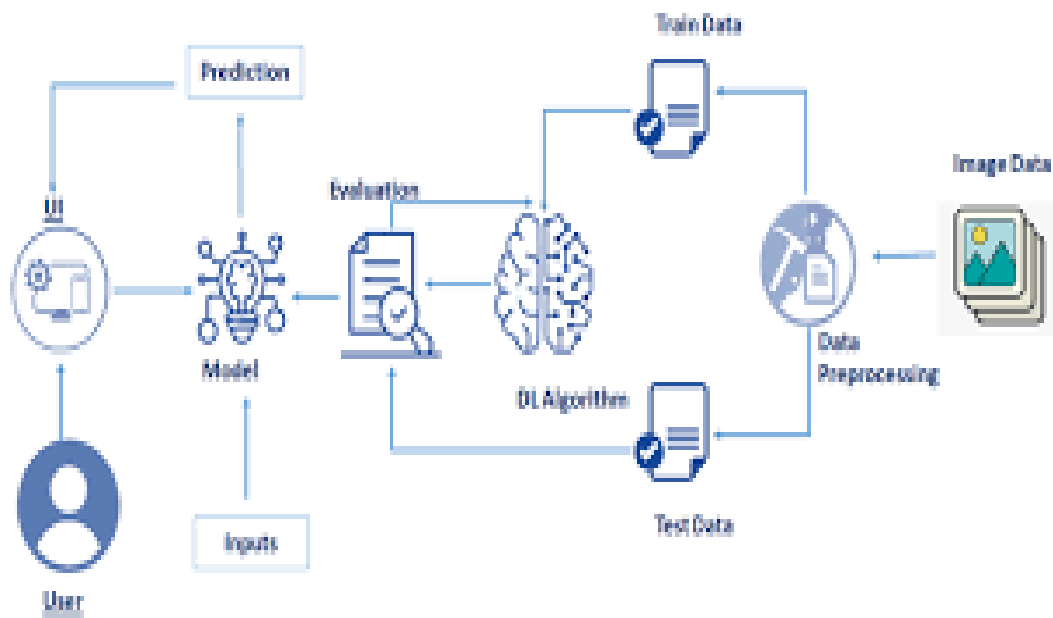 Train Data
Prediction
Image Data
Evaluation
UI
Data
Preprocessing
Model
DL Algorithm
Test Data
Inputs
User